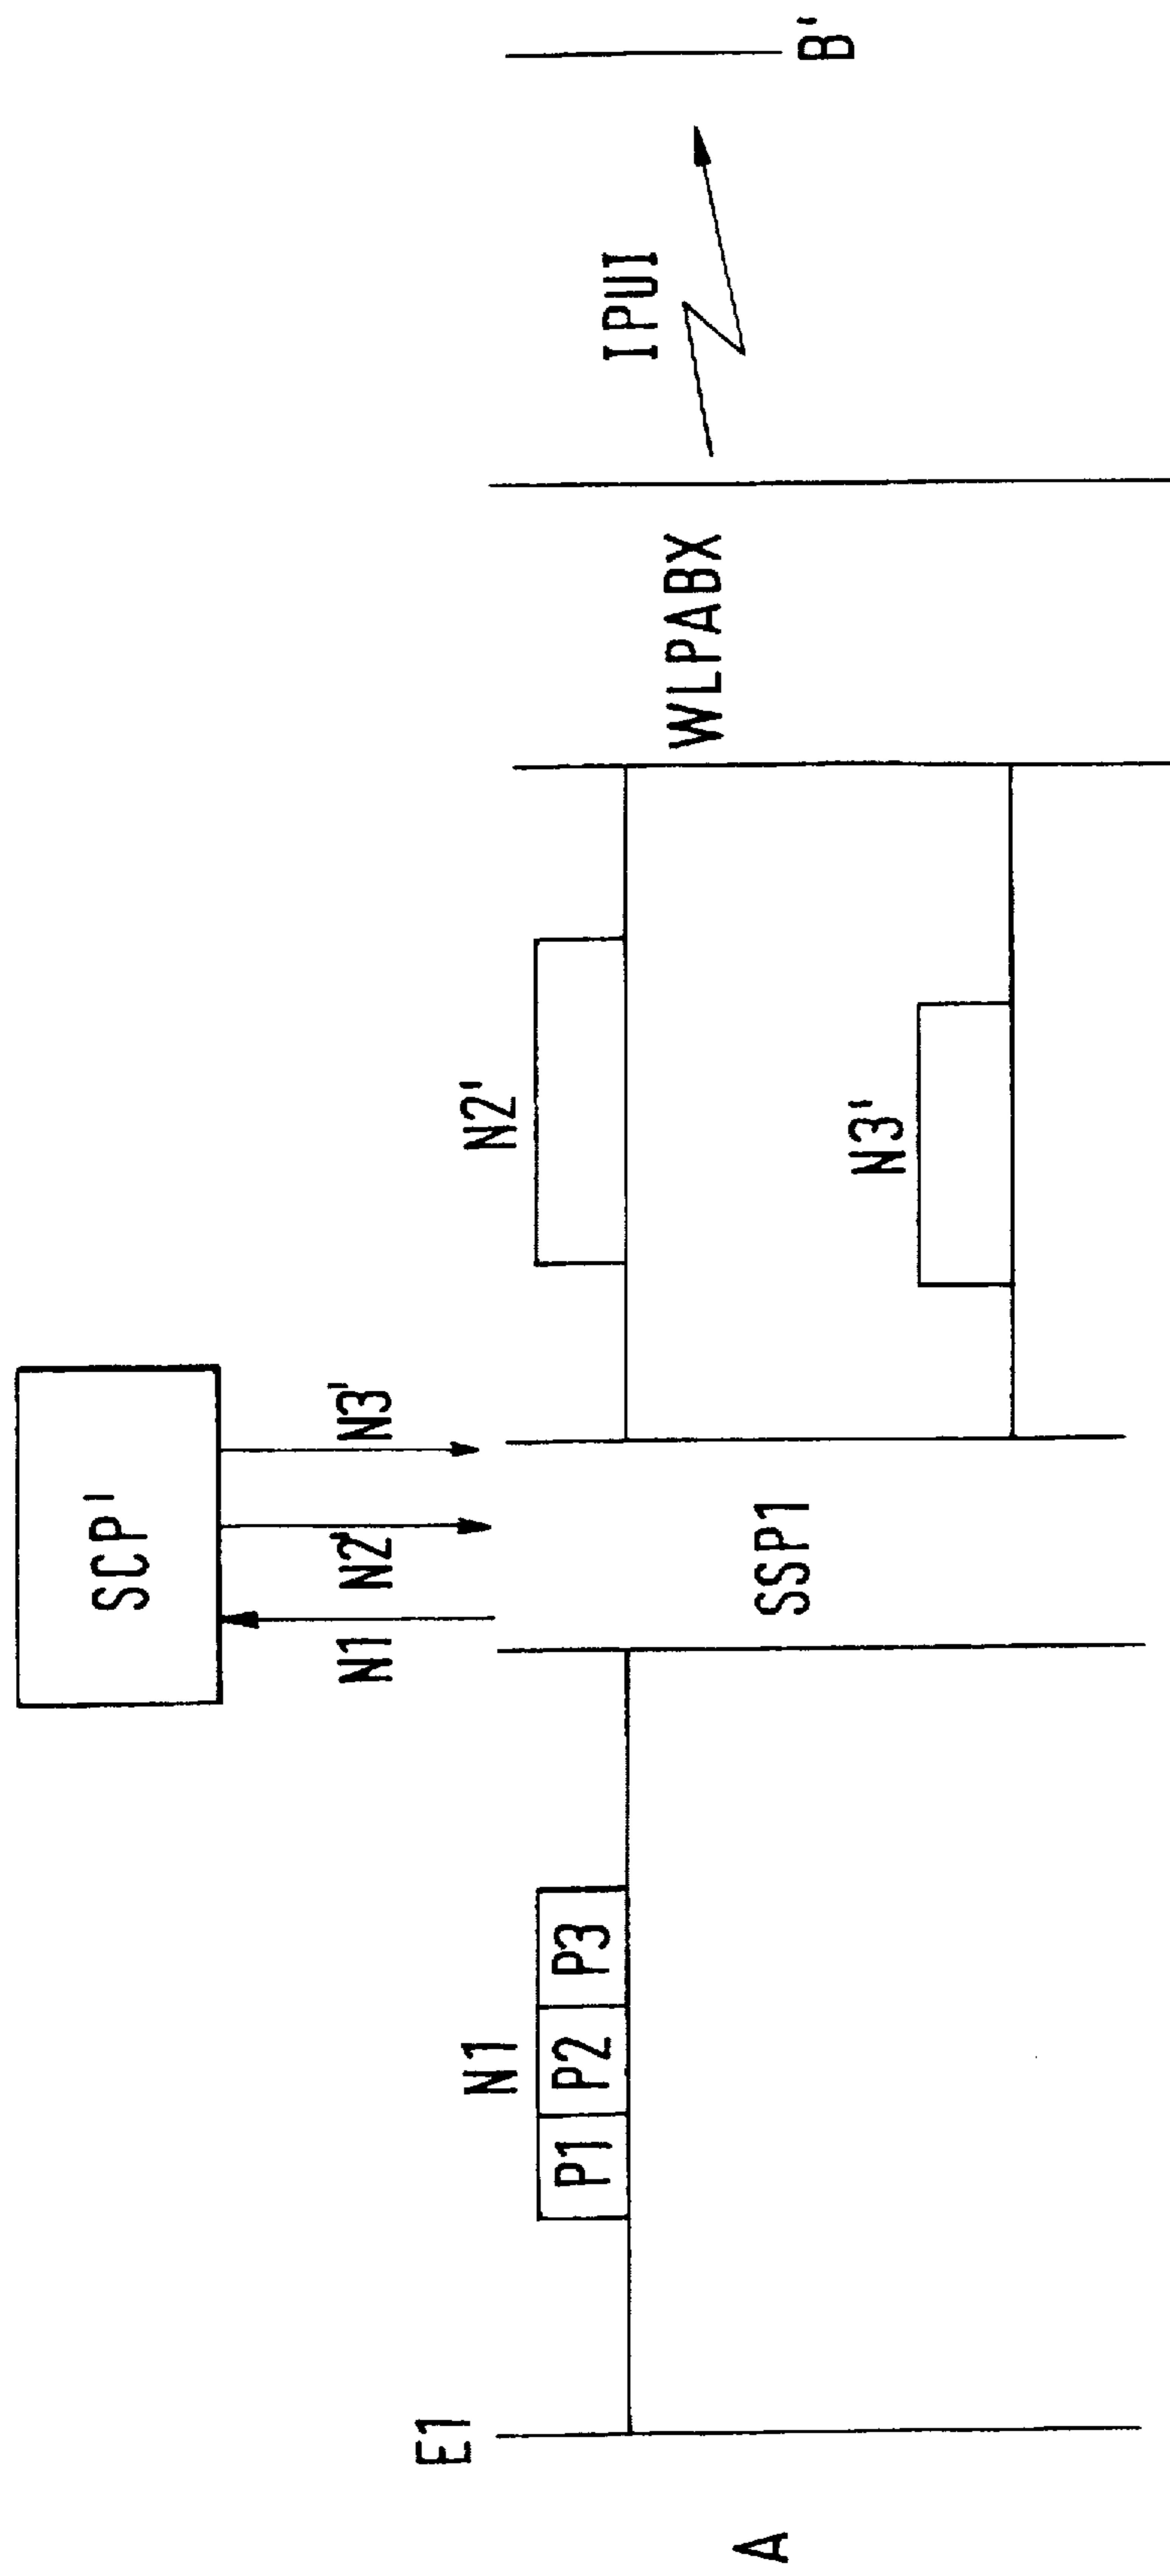 SCP'
N1 N2' N3'
E1
N1
N2'
P1 P2 P3
IPUI
WLPABX
A
SSP1
B'
N3'